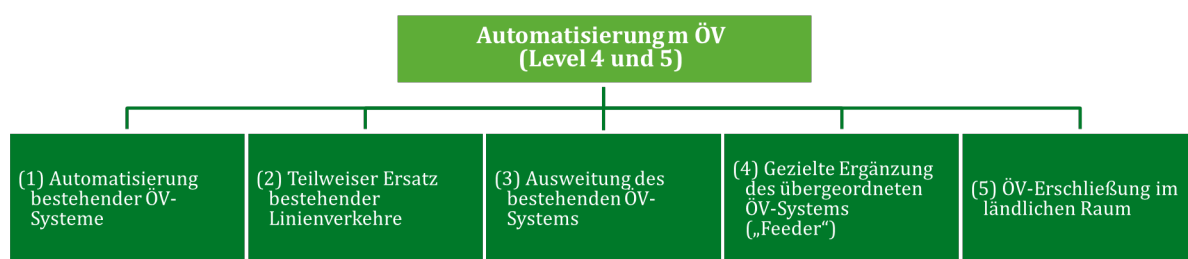 Automatisierung m ÖV
(Level 4 und 5)
(1) Automatisierung
bestehender ÖV-
Systeme
(2) Teilweiser Ersatz
bestehender
Linienverkehre
(3) Ausweitung des
bestehenden ÖV-
Systems
(4) Gezielte Ergänzung
des übergeordneten
ÖV-Systems
(„Feeder“)
(5) ÖV-Erschließung im
ländlichen Raum